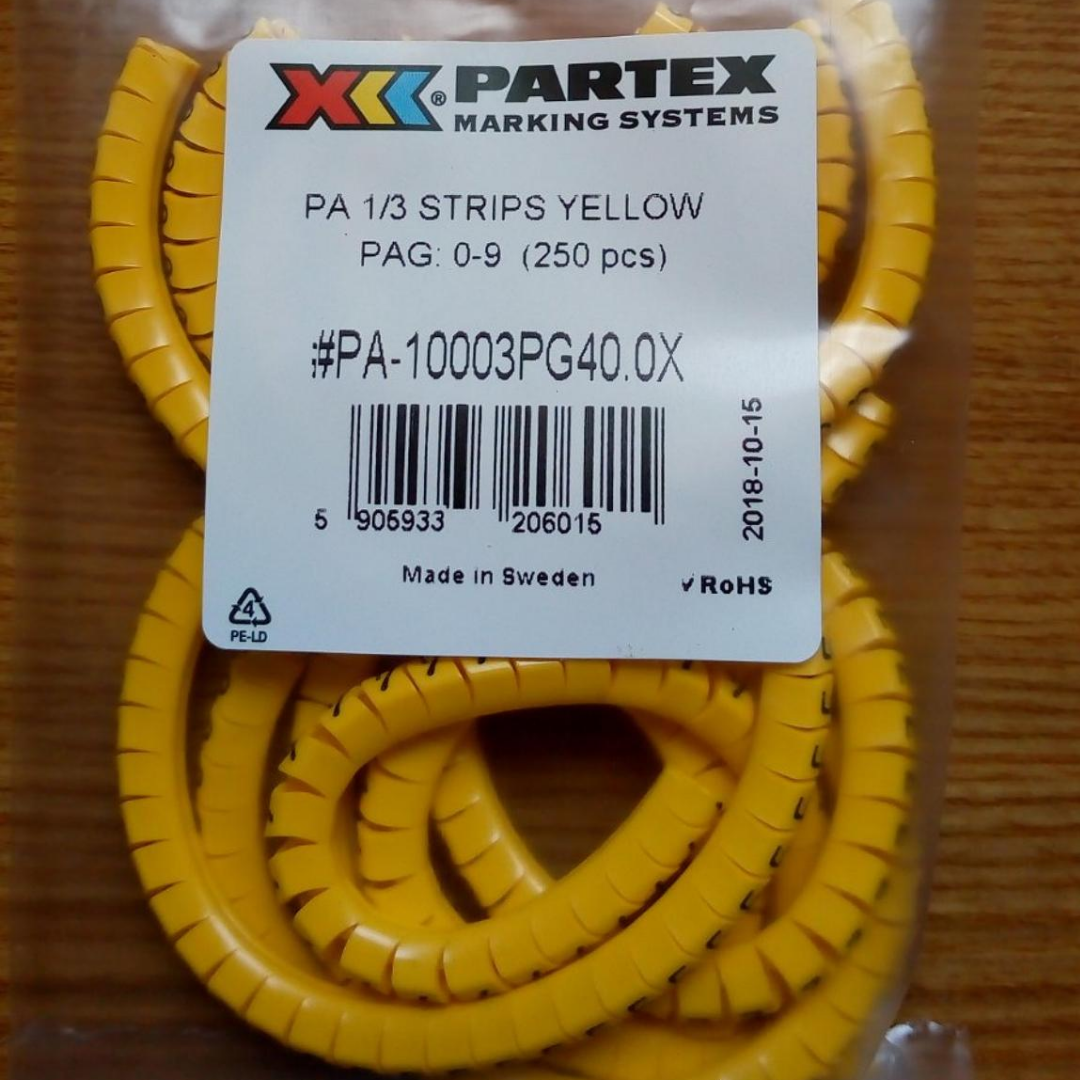 PARTEX
MARKING SYSTEMS
PA 1/3 STRIPS YELLOW
PAG: 0-9 (250 pcs)
#PA-10003PG40.0X
5 905933 206015
2018-10-15
Made in Sweden
✓RoHS
4
PE-LD